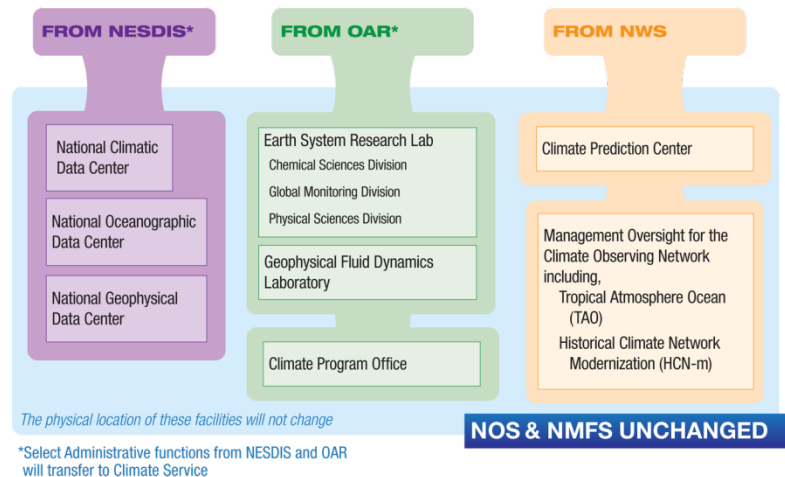 FROM NESDIS*
National Climatic
Data Center
National Oceanographic
Data Center
National Geophysical
Data Center
FROM OAR*
Earth System Research Lab
Chemical Sciences Division
Global Monitoring Division
Physical Sciences Division
Geophysical Fluid Dynamics
Laboratory
Climate Program Office
FROM NWS
Climate Prediction Center
Management Oversight for the
Climate Observing Network
including,
Tropical Atmosphere Ocean
(TAO)
Historical Climate Network
Modernization (HCN-m)
The physical location of these facilities will not change
NOS & NMFS UNCHANGED
*Select Administrative functions from NESDIS and OAR
will transfer to Climate Service